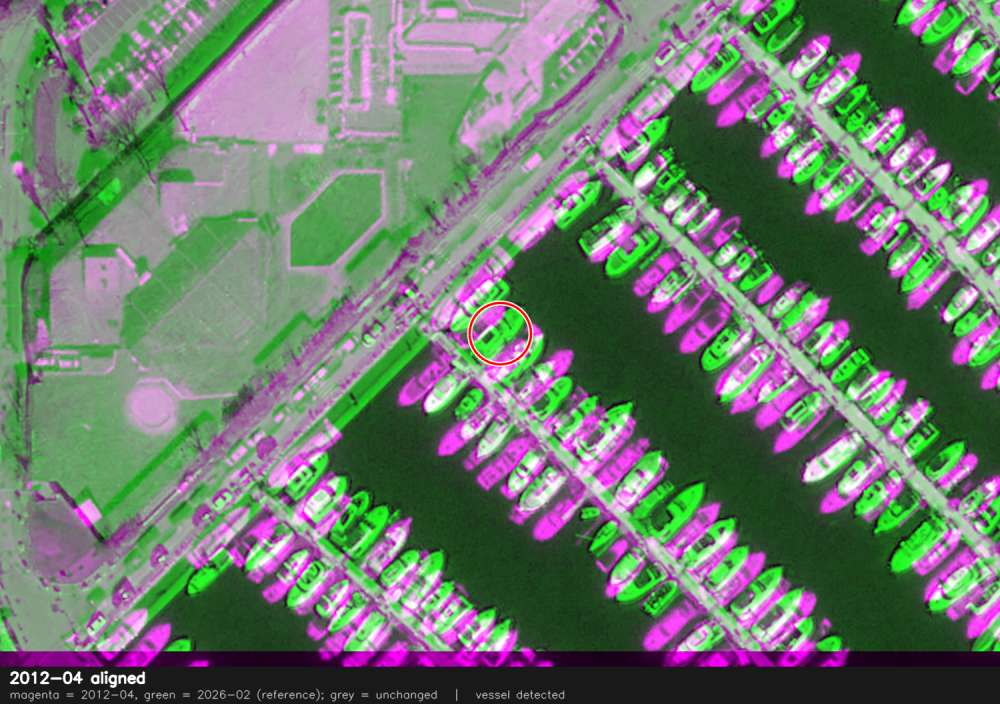 2012-04 aligned
magenta = 2012-04, green = 2026-02 (reference); grey = unchanged | vessel detected